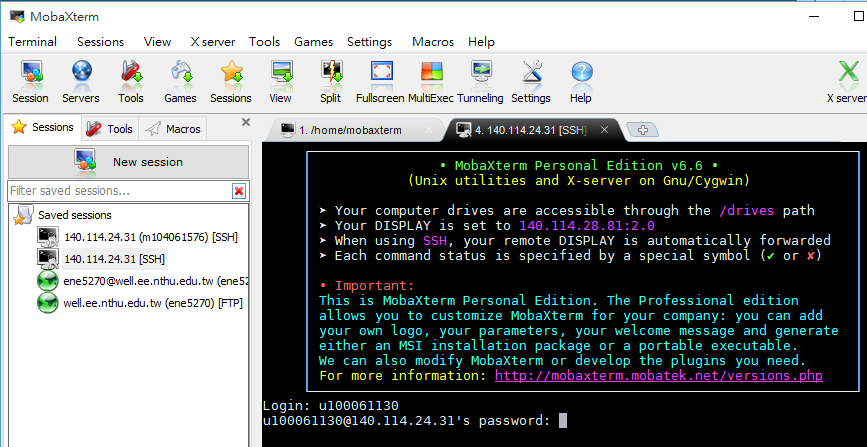 MobaXterm
Terminal Sessions View X server Tools Games Settings Macros Help
Session Servers Tools Games Sessions View Split Fullscreen MultiExec Tunneling Settings Help X server
Sessions Tools Macros
1. /home/mobaxterm
4. 140.114.24.31 [SSH]
New session
Filter saved sessions...
Saved sessions
140.114.24.31 (m104061576) [SSH]
140.114.24.31 [SSH]
ene5270@well.ee.nthu.edu.tw (ene52
well.ee.nthu.edu.tw (ene5270) [FTP]
• MobaXterm Personal Edition v6.6 •
(Unix utilities and X-server on Gnu/Cygwin)
➤ Your computer drives are accessible through the /drives path
➤ Your DISPLAY is set to 140.114.28.81:2.0
➤ When using SSH, your remote DISPLAY is automatically forwarded
➤ Each command status is specified by a special symbol (✔ or ✘)
• Important:
This is MobaXterm Personal Edition. The Professional edition
allows you to customize MobaXterm for your company: you can add
your own logo, your parameters, your welcome message and generate
either an MSI installation package or a portable executable.
We can also modify MobaXterm or develop the plugins you need.
For more information: http://mobaxterm.mobatek.net/versions.php
Login: u100061130
u100061130@140.114.24.31's password: